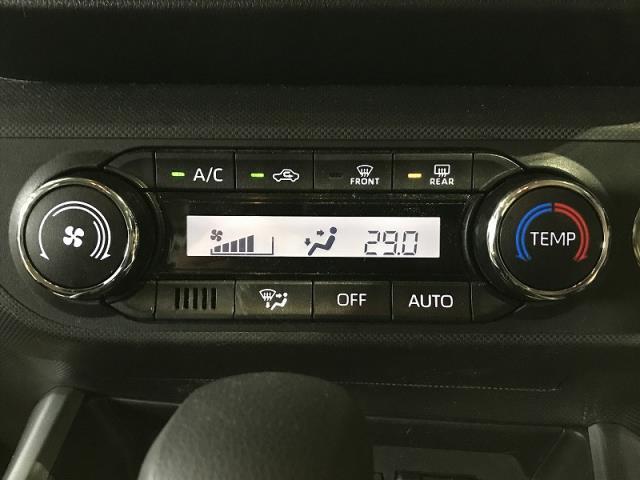 A/C
FRONT
REAR
29.0
TEMP
OFF
AUTO